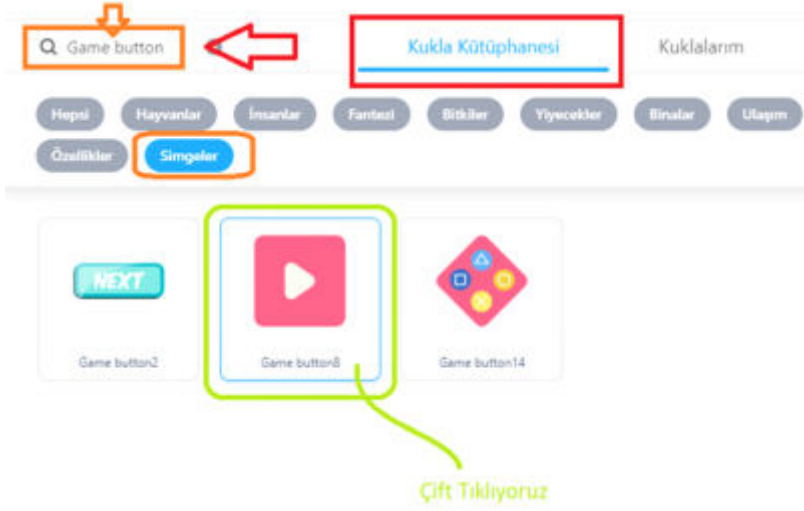 Game button Kukla Kütüphanesi Kuklalarım
Hepsi Hayvanlar İnsanlar Fantezi Bitkiler Yiyecekler Binalar Ulaşım
Özellikler Simgeler
NEXT
Game button2 Game button8 Game button14
Çift Tıklıyoruz